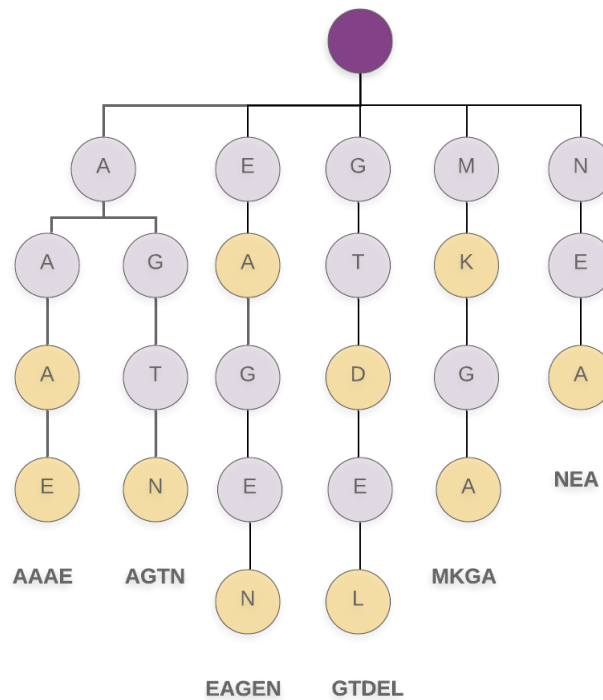 A E G M N
A G A K E
A T G D G A
E N E E A
NEA
AAAE AGTN MKGA
N L
EAGEN GTDEL